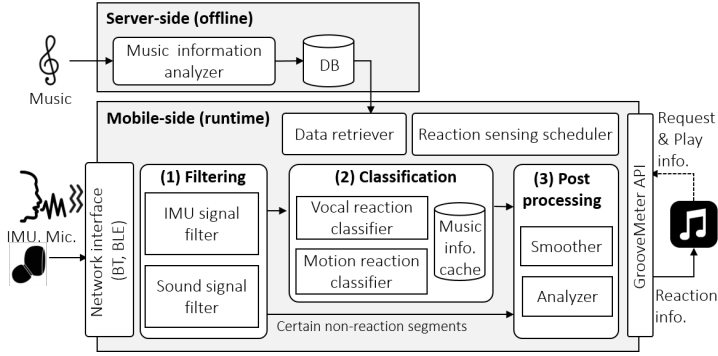 Server-side (offline)
Music information
analyzer
DB
Music
Mobile-side (runtime)
Data retriever
Reaction sensing scheduler
Request
& Play
info.
IMU, Mic.
Network interface
(BT, BLE)
(1) Filtering
IMU signal
filter
Sound signal
filter
(2) Classification
Vocal reaction
classifier
Motion reaction
classifier
Music
info.
cache
(3) Post
processing
Smoother
Analyzer
Certain non-reaction segments
GrooveMeter API
Reaction
info.